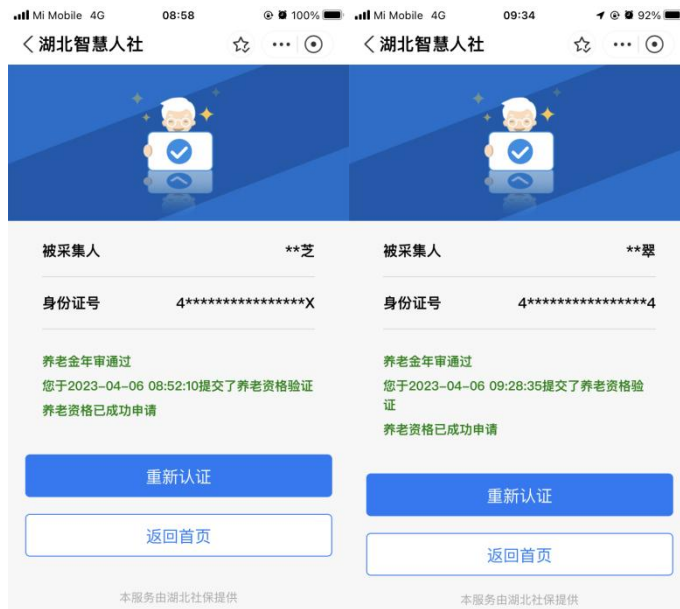 Mi Mobile 4G 08:58 100%
湖北智慧人社
被采集人 **芝
身份证号 4****************X
养老金年审通过
您于2023-04-06 08:52:10提交了养老资格验证
养老资格已成功申请
重新认证
返回首页
本服务由湖北社保提供
Mi Mobile 4G 09:34 92%
湖北智慧人社
被采集人 **翠
身份证号 4****************4
养老金年审通过
您于2023-04-06 09:28:35提交了养老资格验
证
养老资格已成功申请
重新认证
返回首页
本服务由湖北社保提供